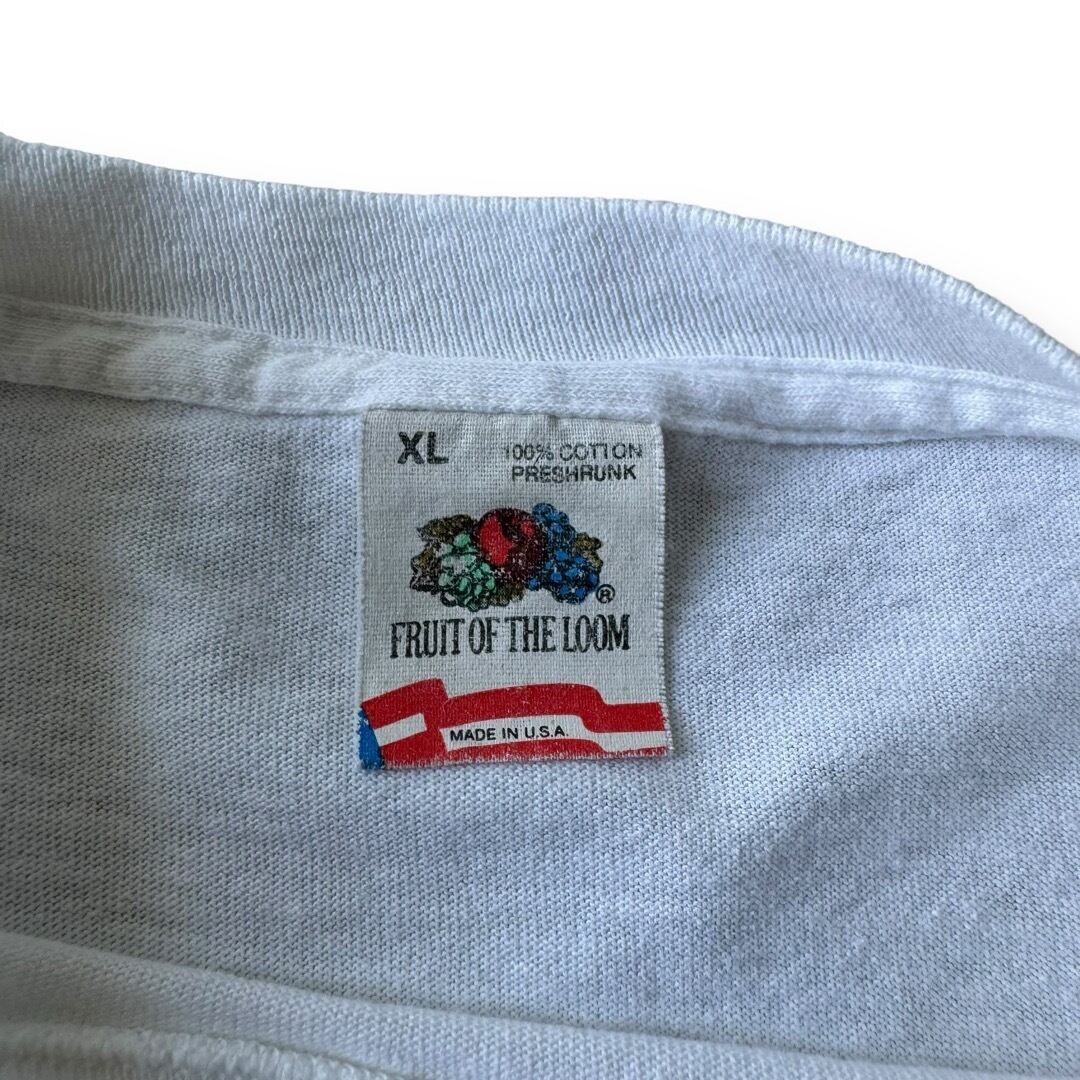 XL
100% COTTON
PRESHRUNK
®
FRUIT OF THE LOOM
MADE IN U.S.A.